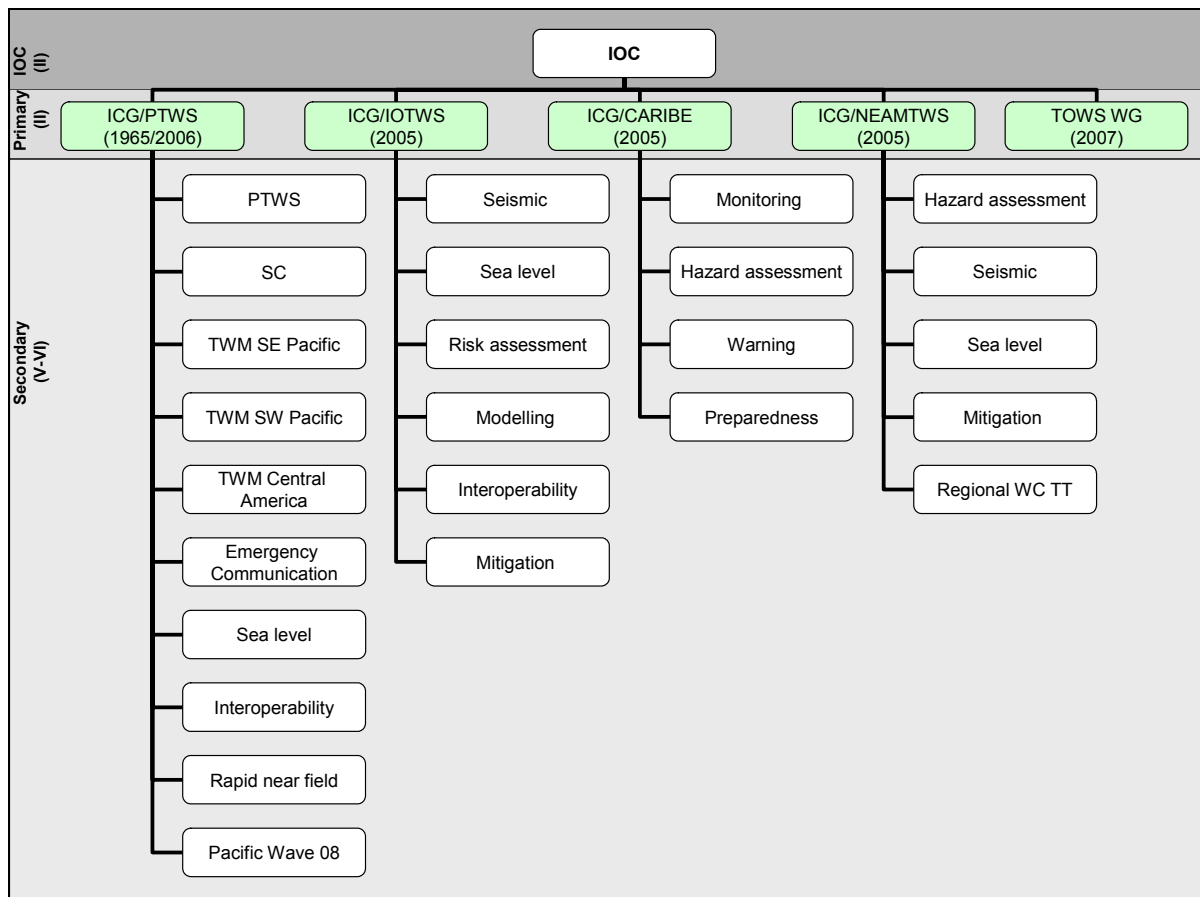 IOC
(II)
IOC
Primary
(II)
ICG/PTWS
(1965/2006)
ICG/IOTWS
(2005)
ICG/CARIBE
(2005)
ICG/NEAMTWS
(2005)
TOWS WG
(2007)
Secondary
(V-VI)
PTWS
SC
TWM SE Pacific
TWM SW Pacific
TWM Central
America
Emergency
Communication
Sea level
Interoperability
Rapid near field
Pacific Wave 08
Seismic
Sea level
Risk assessment
Modelling
Interoperability
Mitigation
Monitoring
Hazard assessment
Warning
Preparedness
Hazard assessment
Seismic
Sea level
Mitigation
Regional WC TT